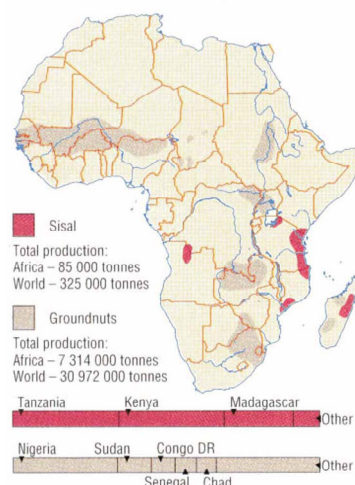 Sisal
Total production:
Africa – 85 000 tonnes
World – 325 000 tonnes
Groundnuts
Total production:
Africa – 7 314 000 tonnes
World – 30 972 000 tonnes
Tanzania Kenya Madagascar
Other
Nigeria Sudan Congo DR
Other
Senegal Chad